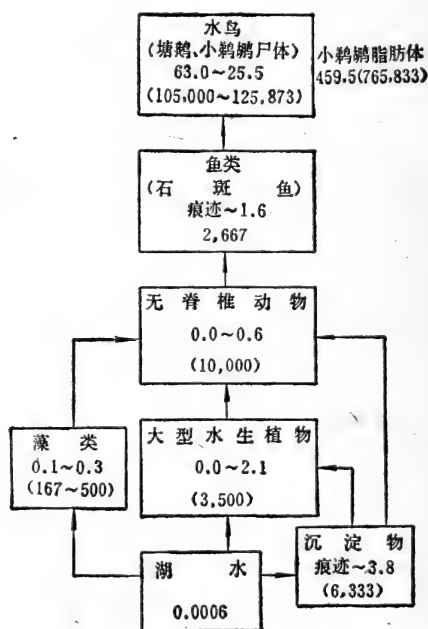 水鸟
(塘鹅、小䴙䴘尸体)
63.0~25.5
(105,000~125,873)
小䴙䴘脂肪体
459.5(765,833)
鱼类
(石斑鱼)
痕迹~1.6
2,667
无脊椎动物
0.0~0.6
(10,000)
藻类
0.1~0.3
(167~500)
大型水生植物
0.0~2.1
(3,500)
沉淀物
痕迹~3.8
(6,333)
湖水
0.0006